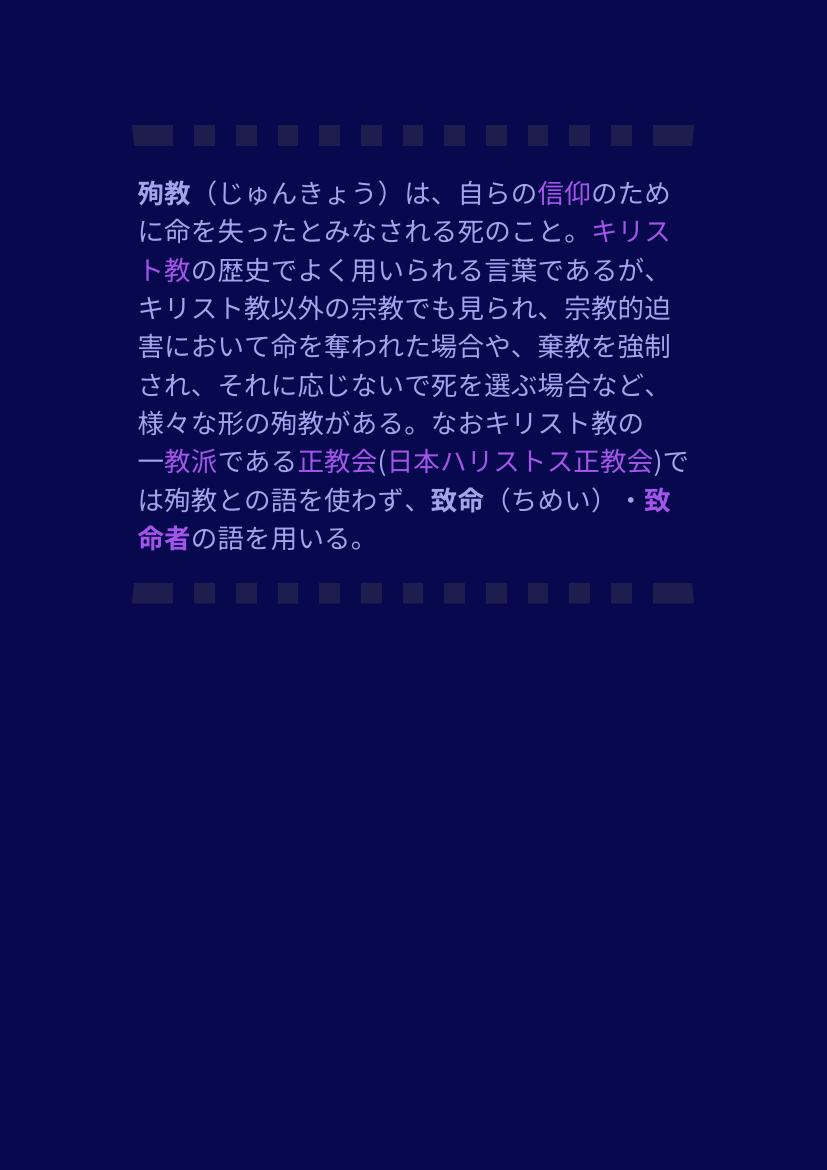 殉教（じゅんきょう）は、自らの信仰のため
に命を失ったとみなされる死のこと。キリス
ト教の歴史でよく用いられる言葉であるが、
キリスト教以外の宗教でも見られ、宗教的迫
害において命を奪われた場合や、棄教を強制
され、それに応じないで死を選ぶ場合など、
様々な形の殉教がある。なおキリスト教の
一教派である正教会(日本ハリストス正教会)で
は殉教との語を使わず、致命（ちめい）・致
命者の語を用いる。